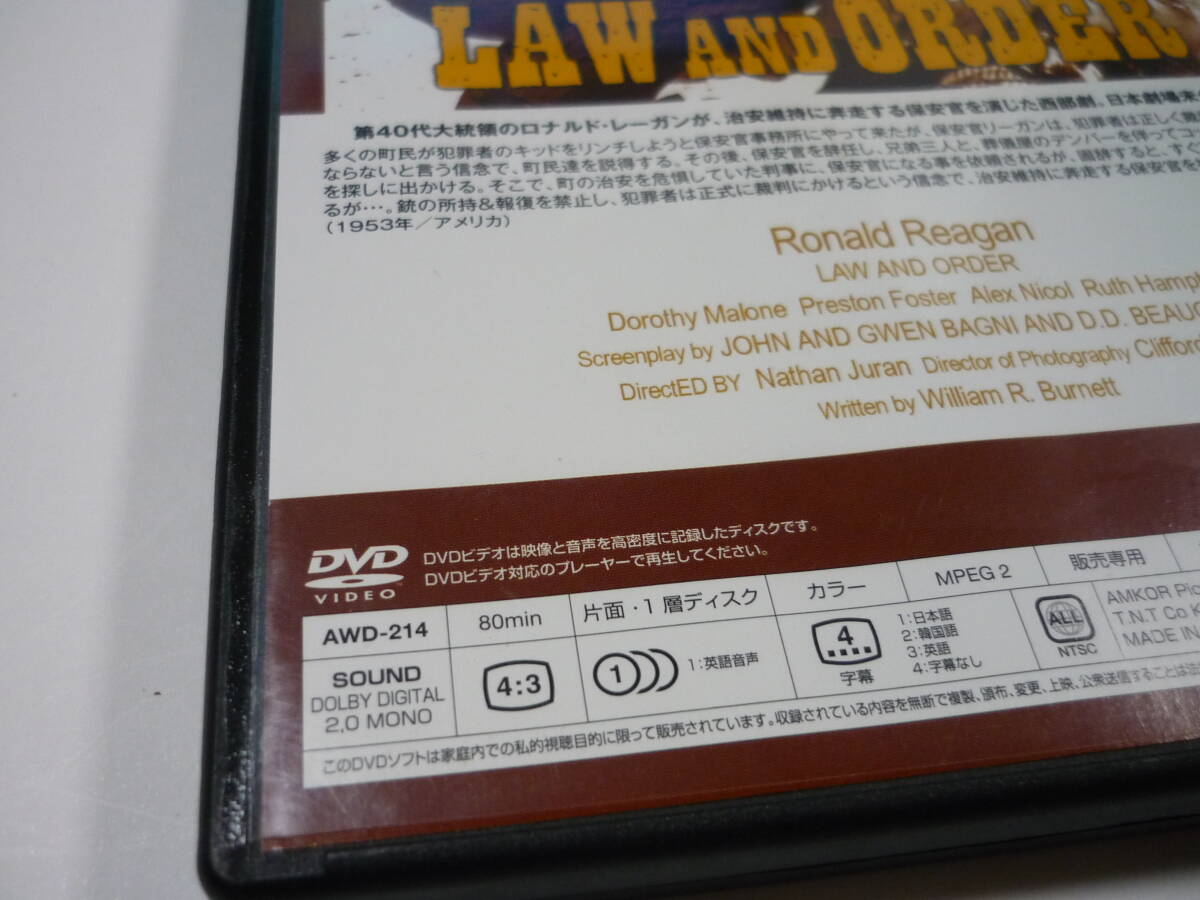 LAW AND ORDER
第40代大統領のロナルド・レーガンが、治安維持に奔走する保安官を演じた西部劇。日本劇場未
多くの町民が犯罪者のキッドをリンチしようと保安官事務所にやって来たが、保安官リーガンは、犯罪者は正しく
ならないと言う信念で、町民達を説得する。その後、保安官を辞任し、兄弟三人と、葬儀屋のデンバーを伴って
を探しに出かける。そこで、町の治安を危惧していた判事に、保安官になる事を依頼されるが、固辞すると、すぐ
るが…。銃の所持&報復を禁止し、犯罪者は正式に裁判にかけるという信念で、治安維持に奔走する保安官を
(1953年/アメリカ)
Ronald Reagan
LAW AND ORDER
Dorothy Malone Preston Foster Alex Nicol Ruth Hampt
Screenplay by JOHN AND GWEN BAGNI AND D.D. BEAUC
DirectED BY Nathan Juran Director of Photography Clifford
Written by William R. Burnett
DVD VIDEO
DVDビデオは映像と音声を高密度に記録したディスクです。
DVDビデオ対応のプレーヤーで再生してください。
AWD-214 80min 片面・1層ディスク カラー MPEG 2 販売専用
SOUND
DOLBY DIGITAL
2.0 MONO
4:3
1
1:英語音声
4
字幕
1:日本語
2:韓国語
3:英語
4:字幕なし
ALL
NTSC
AMKOR Pic
T.N.T Co.
MADE IN
このDVDソフトは家庭内での私的視聴目的に限って販売されています。収録されている内容を無断で複製、頒布、変更、上映、公衆送信することは法